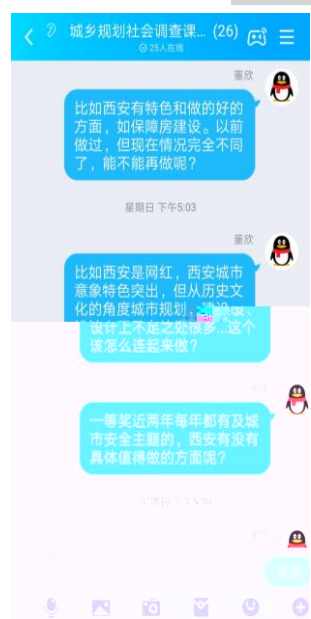 城乡规划社会调查课... (26)
25人在线
董欣
比如西安有特色和做的好的
方面，如保障房建设。以前
做过，但现在情况完全不同
了，能不能再做呢？
星期日 下午5:03
董欣
比如西安是网红，西安城市
意象特色突出，但从历史文
化的角度城市规划、建设、
设计上不足之处很多...这个
该怎么连起来做？
一等奖近两年每年都有及城
市安全主题的，西安有没有
具体值得做的方面呢？